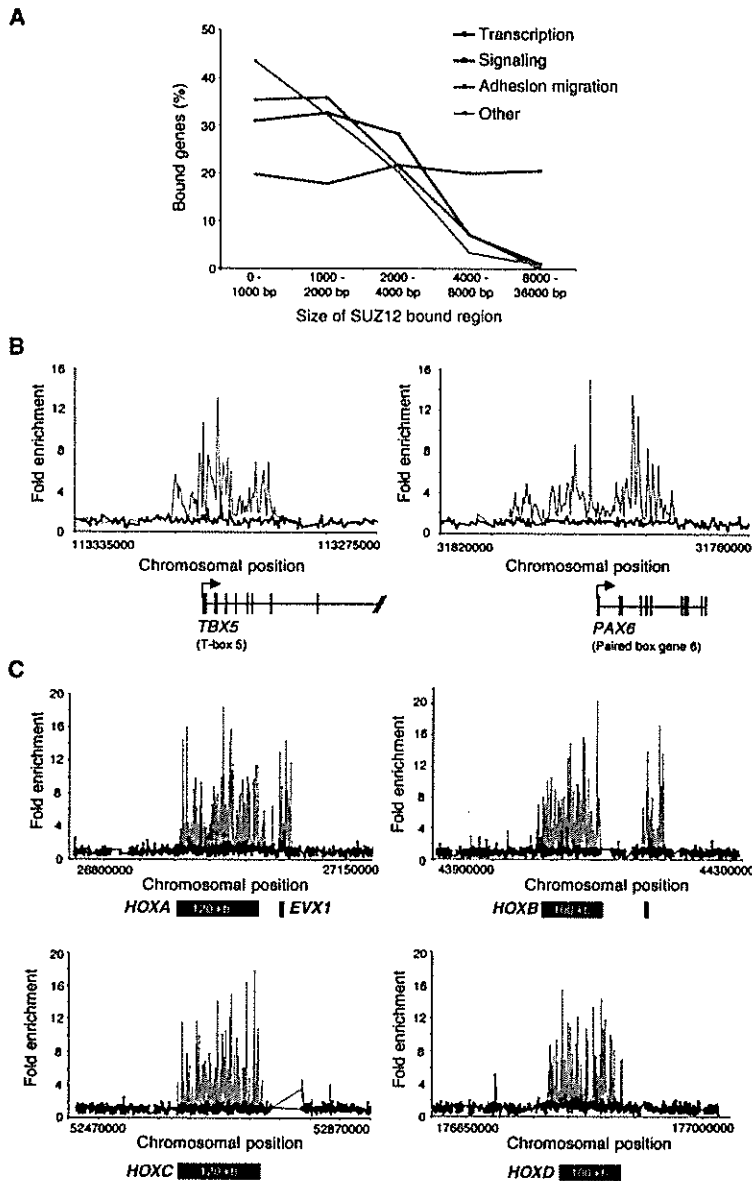 A
Bound genes (%)
50
40
30
20
10
0
Transcription
Signaling
Adhesion migration
Other
0 - 1000 - 2000 - 4000 - 8000 -
1000 bp 2000 bp 4000 bp 8000 bp 36000 bp
Size of SUZ12 bound region
B
Fold enrichment
16
12
8
4
0
113335000 113275000
Chromosomal position
TBX5
(T-box 5)
Fold enrichment
16
12
8
4
0
31820000 31760000
Chromosomal position
PAX6
(Paired box gene 6)
C
Fold enrichment
20
16
12
8
4
0
26800000 27150000
Chromosomal position
HOXA EVX1
Fold enrichment
20
16
12
8
4
0
43900000 44300000
Chromosomal position
HOXB
Fold enrichment
20
16
12
8
4
0
52470000 52870000
Chromosomal position
HOXC
Fold enrichment
20
16
12
8
4
0
176650000 177000000
Chromosomal position
HOXD